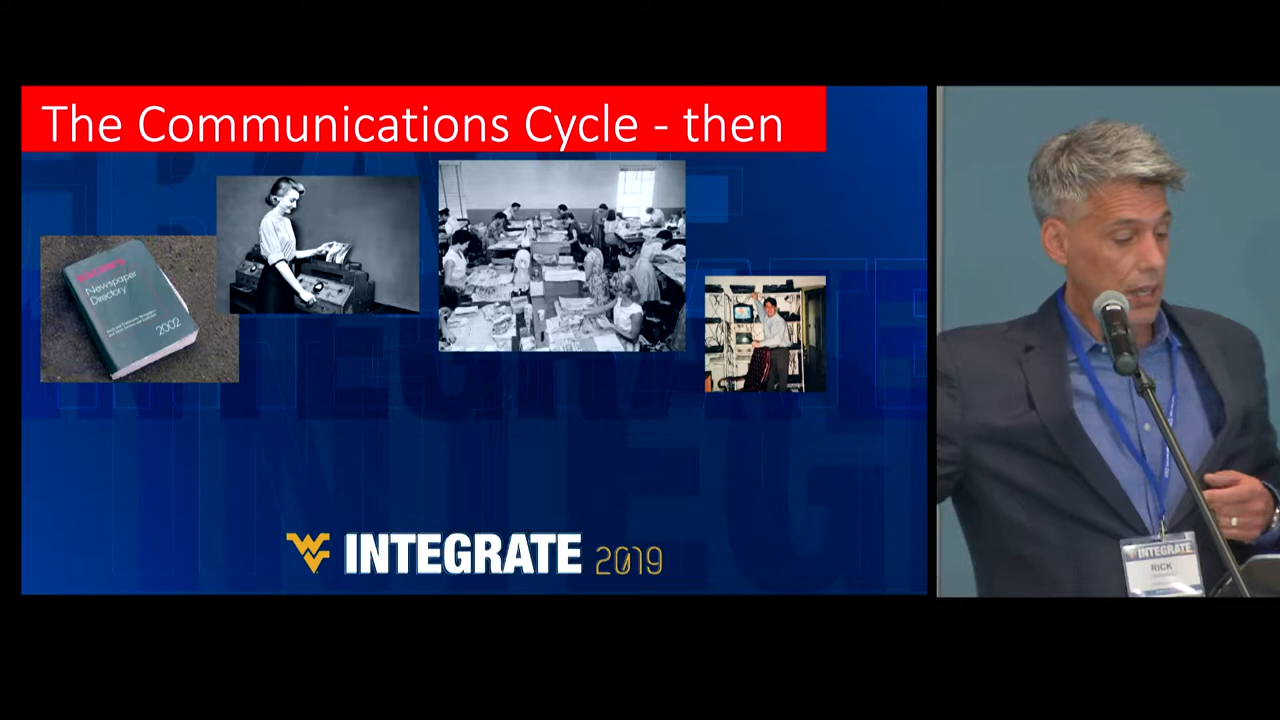 The Communications Cycle - then
Newspaper
Directory
2002
INTEGRATE 2019
INTEGRATE
RICK